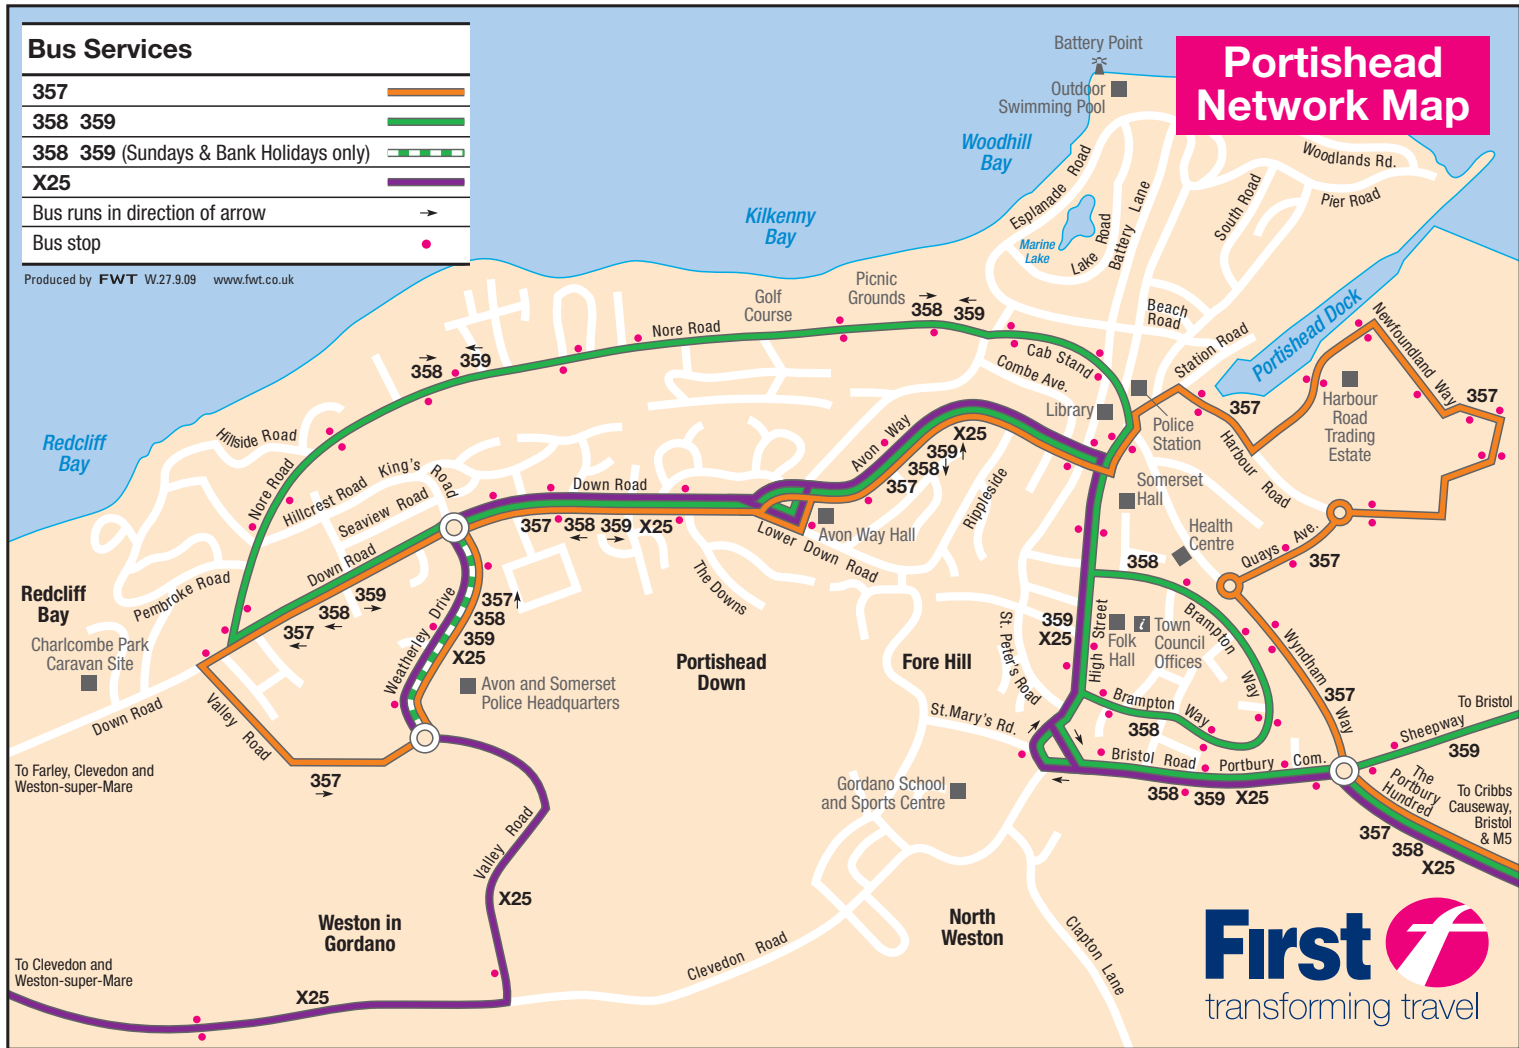 Bus Services
357
358 359
358 359 (Sundays & Bank Holidays only)
X25
Bus runs in direction of arrow
Bus stop
Produced by FWT W.27.9.09 www.fwt.co.uk
Portishead
Network Map
Battery Point
Outdoor
Swimming Pool
Woodhill
Bay
Kilkenny
Bay
Redcliff
Bay
Marine
Lake
Portishead Dock
Esplanade Road
Lake Road
Battery Lane
South Road
Woodlands Rd.
Pier Road
Beach
Road
Station Road
Newfoundland Way
Picnic
Grounds
Golf
Course
Nore Road
358
359
359
358
Cab Stand
Combe Ave.
Library
Police
Station
357
Harbour
Road
Trading
Estate
357
Harbour Road
Hillside Road
Nore Road
Hillcrest Road
King's Road
Seaview Road
Down Road
Down Road
Avon Way
X25
359
358
357
357
358
359
X25
Avon Way Hall
Lower Down Road
Rippleside
Somerset
Hall
Health
Centre
Quays Ave.
357
Redcliff
Bay
Pembroke Road
Charlcombe Park
Caravan Site
359
358
357
Weatherley Drive
357
358
359
X25
Avon and Somerset
Police Headquarters
The Downs
Portishead
Down
Fore Hill
St. Peter's Road
359
X25
High Street
358
Folk
Hall
i
Town
Council
Offices
Brampton Way
Brampton Way
358
Wyndham Way
357
St.Mary's Rd.
Bristol Road
Portbury Com.
358
359
X25
Sheepway
359
To Bristol
The
Portbury
Hundred
To Cribbs
Causeway,
Bristol
& M5
357
358
X25
Down Road
Valley Road
357
To Farley, Clevedon and
Weston-super-Mare
Gordano School
and Sports Centre
Valley Road
X25
Weston in
Gordano
North
Weston
Clevedon Road
Clapton Lane
To Clevedon and
Weston-super-Mare
X25
First
transforming travel